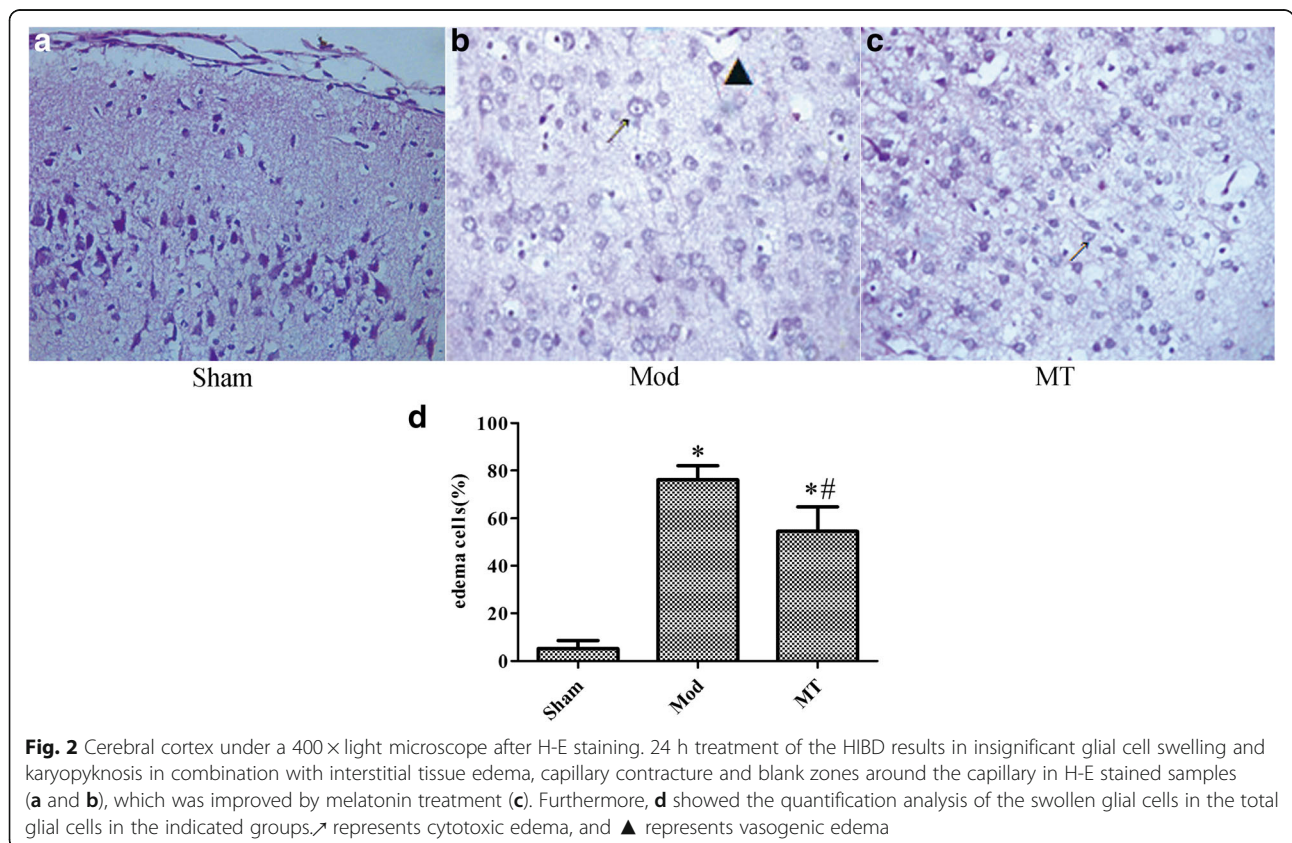 a
b
c
Sham
Mod
MT
d
100
80
60
40
20
0
edema cells(%)
*
*#
Sham
Mod
MT
Fig. 2 Cerebral cortex under a 400 × light microscope after H-E staining. 24 h treatment of the HIBD results in insignificant glial cell swelling and
karyopyknosis in combination with interstitial tissue edema, capillary contracture and blank zones around the capillary in H-E stained samples
(a and b), which was improved by melatonin treatment (c). Furthermore, d showed the quantification analysis of the swollen glial cells in the total
glial cells in the indicated groups.↗ represents cytotoxic edema, and ▲ represents vasogenic edema